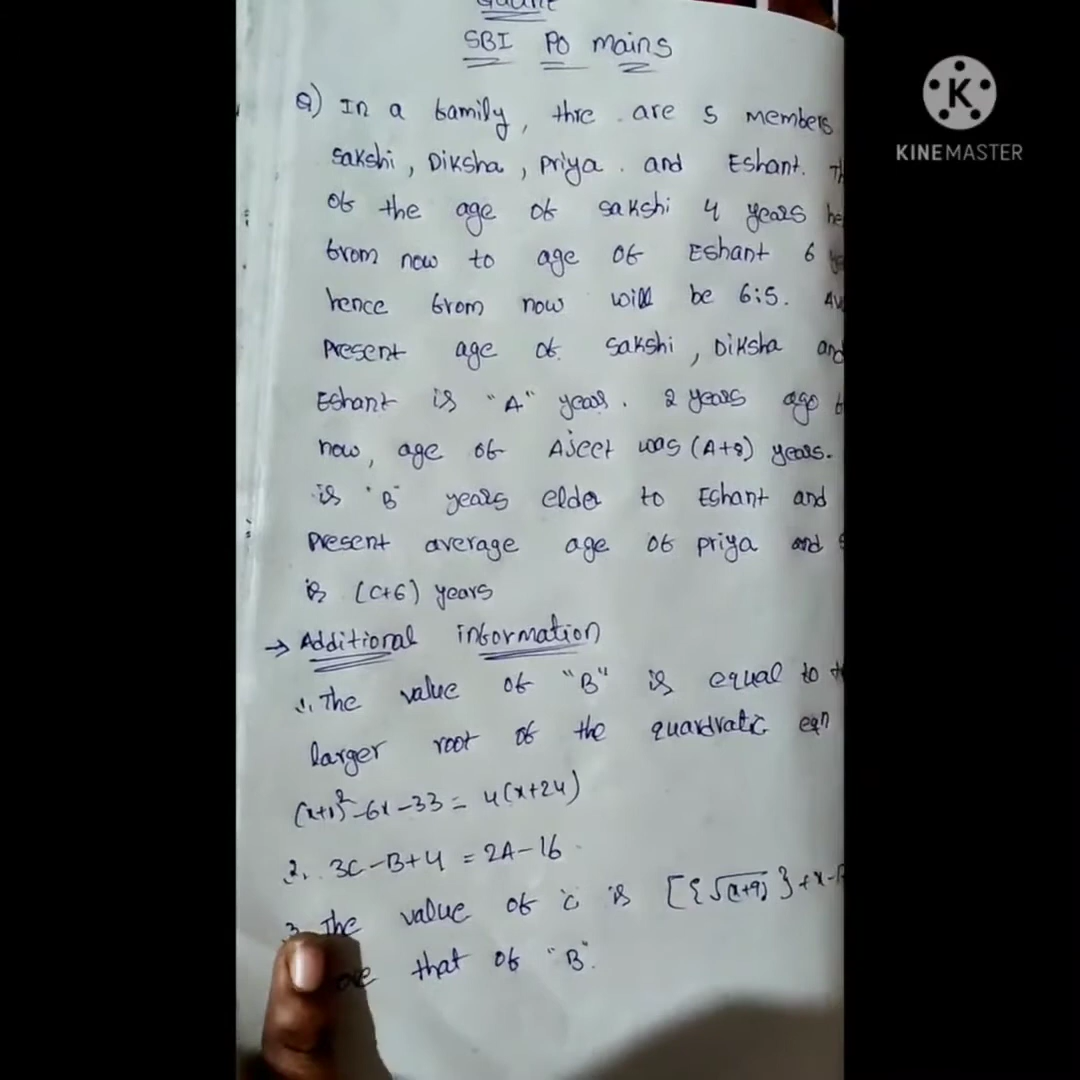 SBI PO mains
Q) In a family, thre are 5 members
Sakshi, Diksha, Priya. and Eshant.
of the age of Sakshi 4 years
from now to age of Eshant 6
hence from now will be 6:5.
Present age of Sakshi, Diksha and
Eshant is "A" years. 2 years ago
now, age of Ajeet was (A+8) years.
is "B" years elder to Eshant and
Present average age of priya and
is (C+6) years
→ Additional information
1. The value of "B" is equal to
larger root of the quardratic eqn
(x+1)²-6x-33=4(x+24)
2. 3C-B+4=2A-16
3. The value of "C" is [{√(x+9)}+x-
that of "B".
K
KINEMASTER